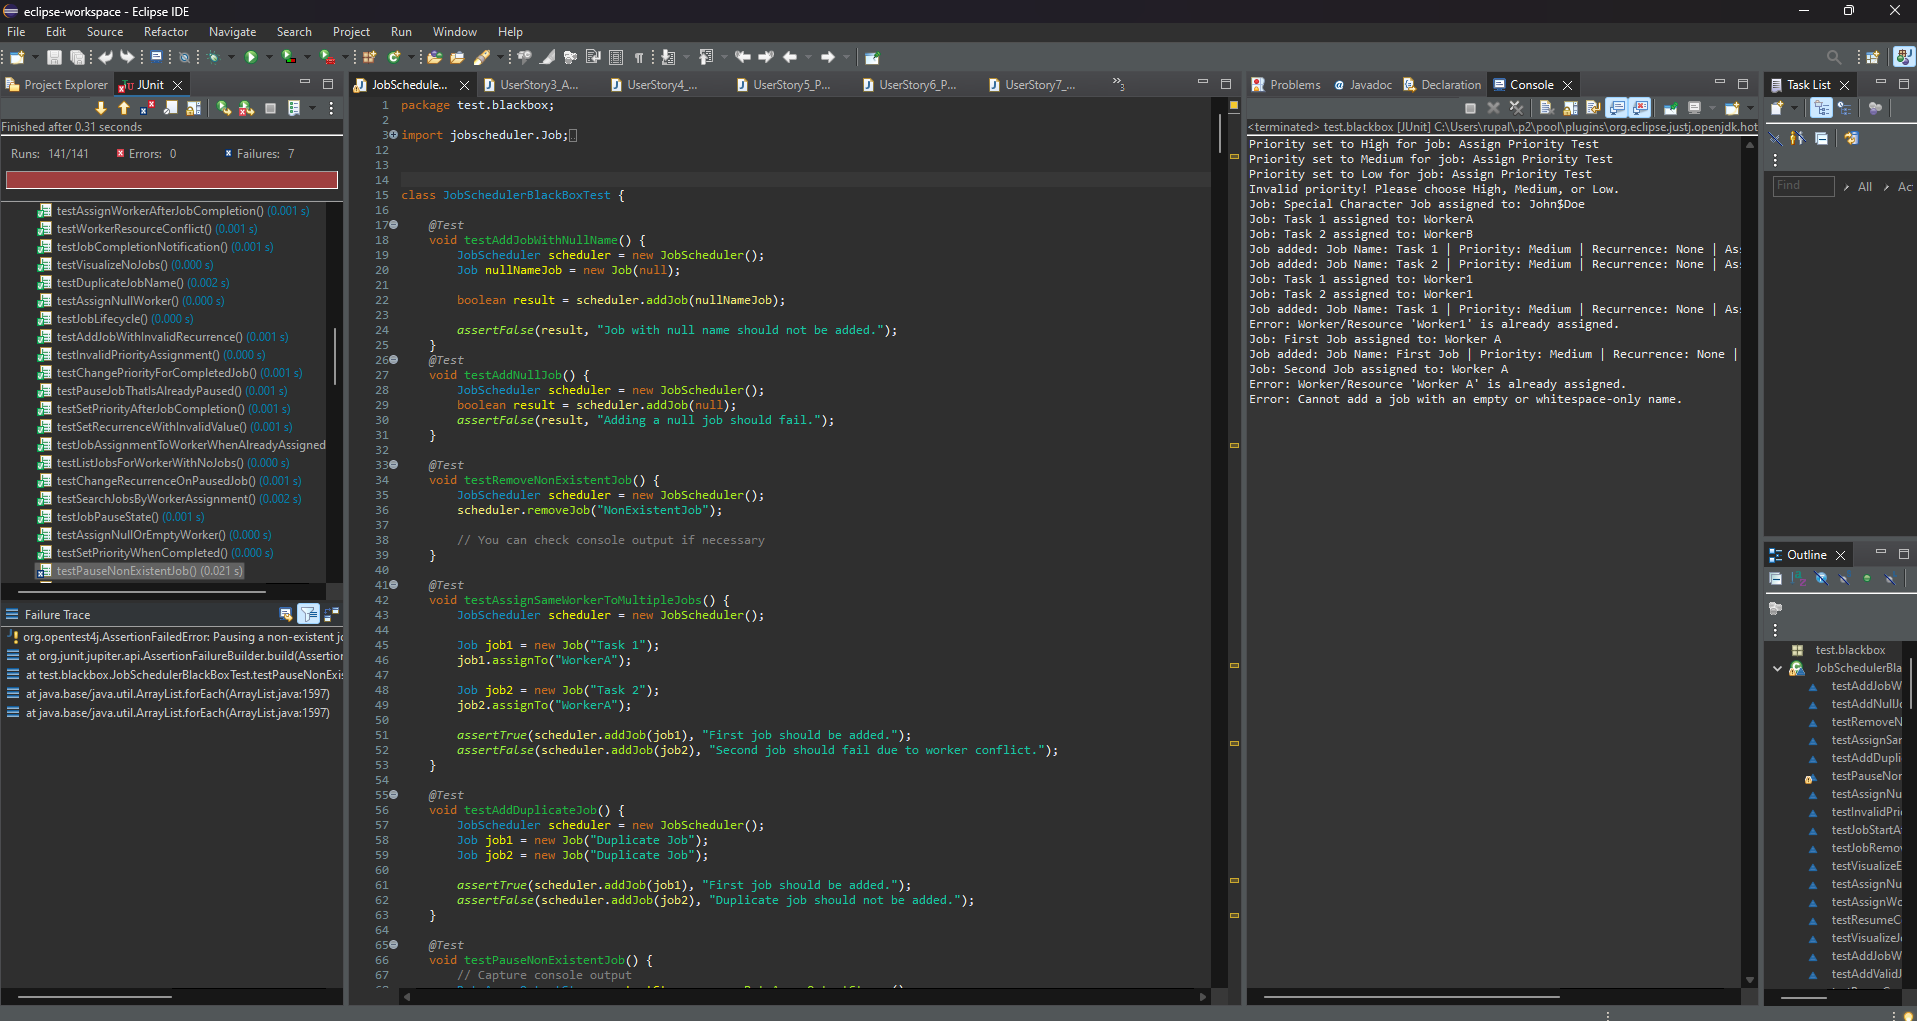 eclipse-workspace - Eclipse IDE
File Edit Source Refactor Navigate Search Project Run Window Help
Project Explorer JUnit
Finished after 0.31 seconds
Runs: 141/141 Errors: 0 Failures: 7
testAssignWorkerAfterJobCompletion() (0.001 s)
testWorkerResourceConflict() (0.001 s)
testJobCompletionNotification() (0.001 s)
testVisualizeNoJobs() (0.000 s)
testDuplicateJobName() (0.002 s)
testAssignNullWorker() (0.000 s)
testJobLifecycle() (0.000 s)
testAddJobWithInvalidRecurrence() (0.001 s)
testInvalidPriorityAssignment() (0.000 s)
testChangePriorityForCompletedJob() (0.001 s)
testPauseJobThatIsAlreadyPaused() (0.001 s)
testSetPriorityAfterJobCompletion() (0.001 s)
testSetRecurrenceWithInvalidValue() (0.001 s)
testJobAssignmentToWorkerWhenAlreadyAssigned
testListJobsForWorkerWithNoJobs() (0.000 s)
testChangeRecurrenceOnPausedJob() (0.001 s)
testSearchJobsByWorkerAssignment() (0.002 s)
testJobPauseState() (0.001 s)
testAssignNullOrEmptyWorker() (0.000 s)
testSetPriorityWhenCompleted() (0.000 s)
testPauseNonExistentJob() (0.021 s)
Failure Trace
org.opentest4j.AssertionFailedError: Pausing a non-existent jo
at org.junit.jupiter.api.AssertionFailureBuilder.build(Assertior
at test.blackbox.JobSchedulerBlackBoxTest.testPauseNonExis
at java.base/java.util.ArrayList.forEach(ArrayList.java:1597)
at java.base/java.util.ArrayList.forEach(ArrayList.java:1597)
JobSchedule... UserStory3_A... UserStory4_... UserStory5_P... UserStory6_P... UserStory7_... »3
1 package test.blackbox;
2
3 import jobscheduler.Job;
12
13
14
15 class JobSchedulerBlackBoxTest {
16
17 @Test
18 void testAddJobWithNullName() {
19 JobScheduler scheduler = new JobScheduler();
20 Job nullNameJob = new Job(null);
21
22 boolean result = scheduler.addJob(nullNameJob);
23
24 assertFalse(result, "Job with null name should not be added.");
25 }
26 @Test
27 void testAddNullJob() {
28 JobScheduler scheduler = new JobScheduler();
29 boolean result = scheduler.addJob(null);
30 assertFalse(result, "Adding a null job should fail.");
31 }
32
33 @Test
34 void testRemoveNonExistentJob() {
35 JobScheduler scheduler = new JobScheduler();
36 scheduler.removeJob("NonExistentJob");
37
38 // You can check console output if necessary
39 }
40
41 @Test
42 void testAssignSameWorkerToMultipleJobs() {
43 JobScheduler scheduler = new JobScheduler();
44
45 Job job1 = new Job("Task 1");
46 job1.assignTo("WorkerA");
47
48 Job job2 = new Job("Task 2");
49 job2.assignTo("WorkerA");
50
51 assertTrue(scheduler.addJob(job1), "First job should be added.");
52 assertFalse(scheduler.addJob(job2), "Second job should fail due to worker conflict.");
53 }
54
55 @Test
56 void testAddDuplicateJob() {
57 JobScheduler scheduler = new JobScheduler();
58 Job job1 = new Job("Duplicate Job");
59 Job job2 = new Job("Duplicate Job");
60
61 assertTrue(scheduler.addJob(job1), "First job should be added.");
62 assertFalse(scheduler.addJob(job2), "Duplicate job should not be added.");
63 }
64
65 @Test
66 void testPauseNonExistentJob() {
67 // Capture console output
Problems Javadoc Declaration Console
<terminated> test.blackbox [JUnit] C:\Users\rupal\.p2\pool\plugins\org.eclipse.justj.openjdk.hot
Priority set to High for job: Assign Priority Test
Priority set to Medium for job: Assign Priority Test
Priority set to Low for job: Assign Priority Test
Invalid priority! Please choose High, Medium, or Low.
Job: Special Character Job assigned to: John$Doe
Job: Task 1 assigned to: WorkerA
Job: Task 2 assigned to: WorkerB
Job added: Job Name: Task 1 | Priority: Medium | Recurrence: None | As:
Job added: Job Name: Task 2 | Priority: Medium | Recurrence: None | As:
Job: Task 1 assigned to: Worker1
Job: Task 2 assigned to: Worker1
Job added: Job Name: Task 1 | Priority: Medium | Recurrence: None | As:
Error: Worker/Resource 'Worker1' is already assigned.
Job: First Job assigned to: Worker A
Job added: Job Name: First Job | Priority: Medium | Recurrence: None |
Job: Second Job assigned to: Worker A
Error: Worker/Resource 'Worker A' is already assigned.
Error: Cannot add a job with an empty or whitespace-only name.
Task List
Find All Ac
Outline
test.blackbox
JobSchedulerBla
testAddJobW
testAddNullJo
testRemoveN
testAssignSar
testAddDupli
testPauseNor
testAssignNu
testInvalidPri
testJobStartA
testJobRemo
testVisualizeE
testAssignNu
testAssignWo
testResumeC
testVisualizeJ
testAddJobW
testAddValidJ